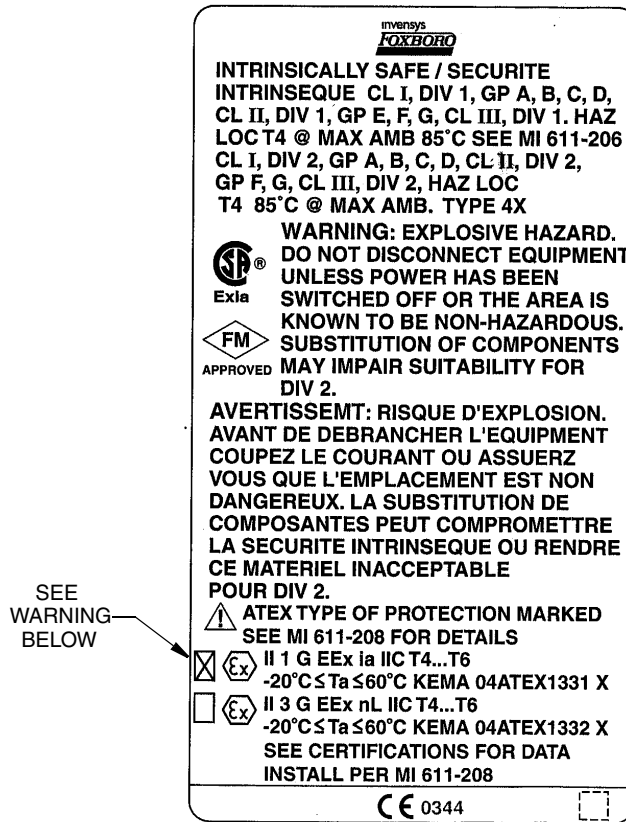 invensys
FOXBORO
INTRINSICALLY SAFE / SECURITE
INTRINSEQUE CL I, DIV 1, GP A, B, C, D,
CL II, DIV 1, GP E, F, G, CL III, DIV 1. HAZ
LOC T4 @ MAX AMB 85°C SEE MI 611-206
CL I, DIV 2, GP A, B, C, D, CL II, DIV 2,
GP F, G, CL III, DIV 2, HAZ LOC
T4 85°C @ MAX AMB. TYPE 4X
WARNING: EXPLOSIVE HAZARD.
DO NOT DISCONNECT EQUIPMENT
UNLESS POWER HAS BEEN
SWITCHED OFF OR THE AREA IS
KNOWN TO BE NON-HAZARDOUS.
SUBSTITUTION OF COMPONENTS
MAY IMPAIR SUITABILITY FOR
DIV 2.
SA ®
Exia
FM
APPROVED
AVERTISSEMT: RISQUE D'EXPLOSION.
AVANT DE DEBRANCHER L'EQUIPMENT
COUPEZ LE COURANT OU ASSUERZ
VOUS QUE L'EMPLACEMENT EST NON
DANGEREUX. LA SUBSTITUTION DE
COMPOSANTES PEUT COMPROMETTRE
LA SECURITE INTRINSEQUE OU RENDRE
CE MATERIEL INACCEPTABLE
POUR DIV 2.
ATEX TYPE OF PROTECTION MARKED
SEE MI 611-208 FOR DETAILS
SEE
WARNING
BELOW
Ex II 1 G EEx ia IIC T4...T6
-20°C≤Ta≤60°C KEMA 04ATEX1331 X
Ex II 3 G EEx nL IIC T4...T6
-20°C≤Ta≤60°C KEMA 04ATEX1332 X
SEE CERTIFICATIONS FOR DATA
INSTALL PER MI 611-208
CE 0344